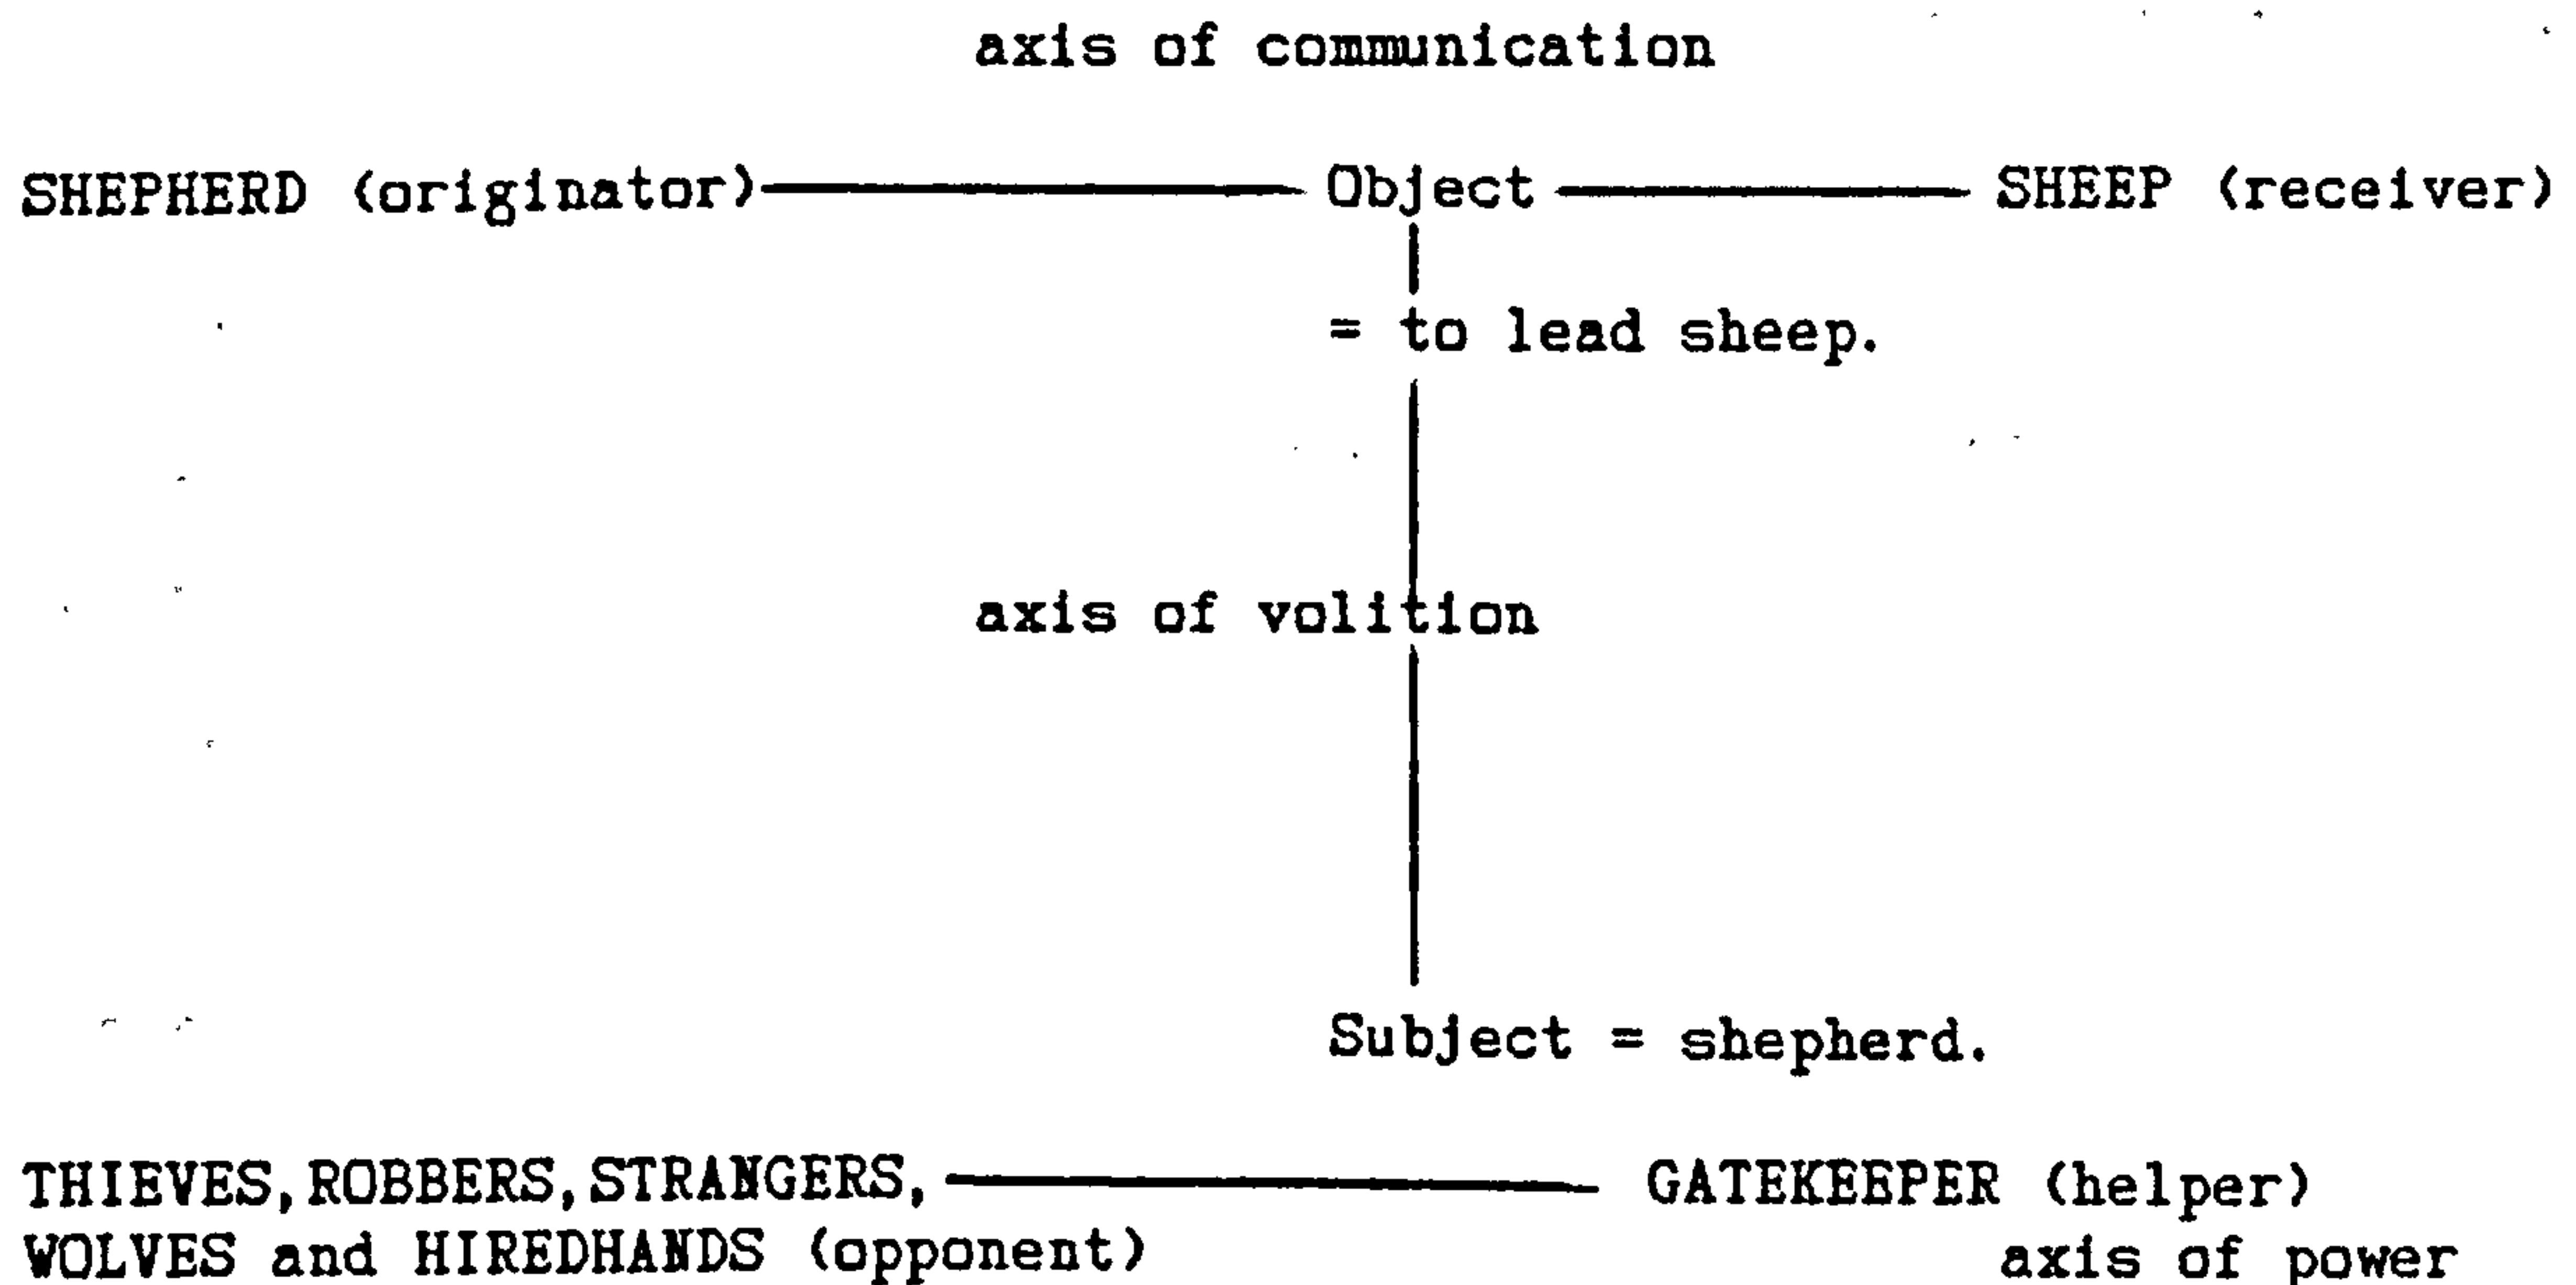 axis of communication
SHEPHERD (originator) Object SHEEP (receiver)
= to lead sheep.
axis of volition
Subject = shepherd.
THIEVES, ROBBERS, STRANGERS, GATEKEEPER (helper)
WOLVES and HIREDHANDS (opponent) axis of power